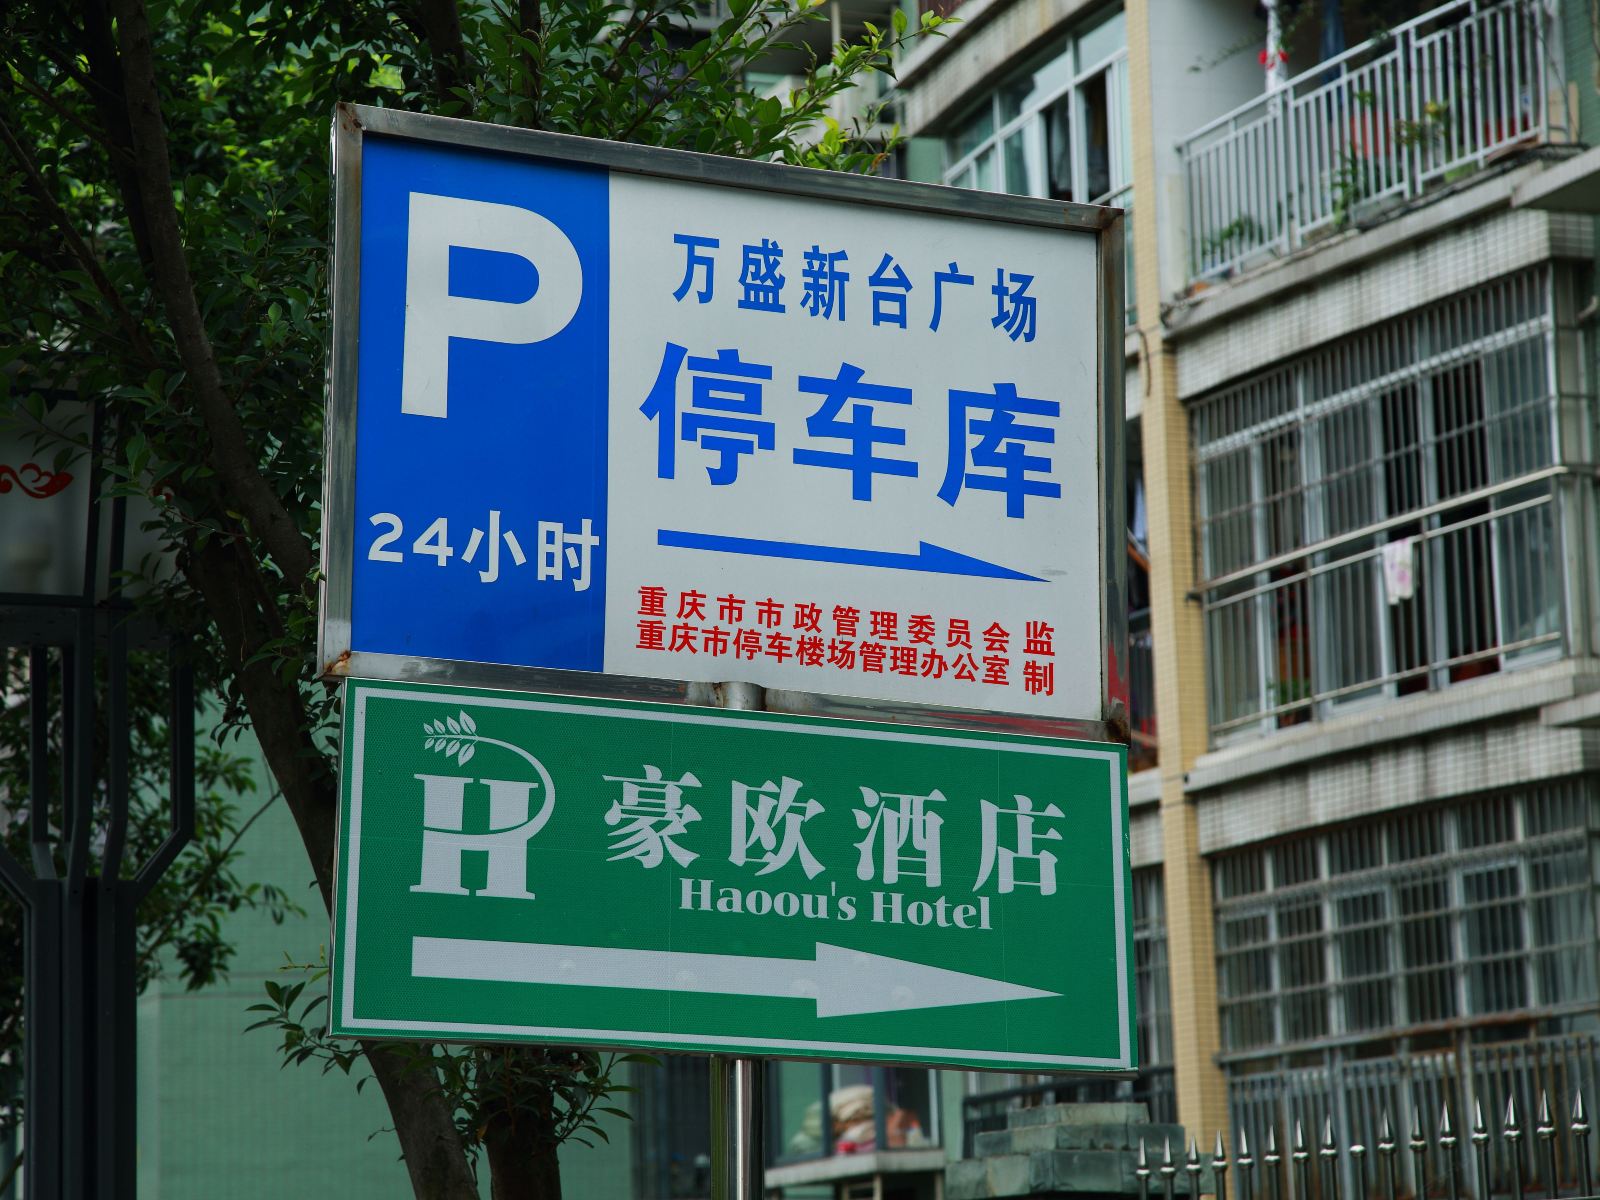 P
24小时
万盛新台广场
停车库
重庆市市政管理委员会 监
重庆市停车楼场管理办公室 制
H
豪欧酒店
Haoou's Hotel